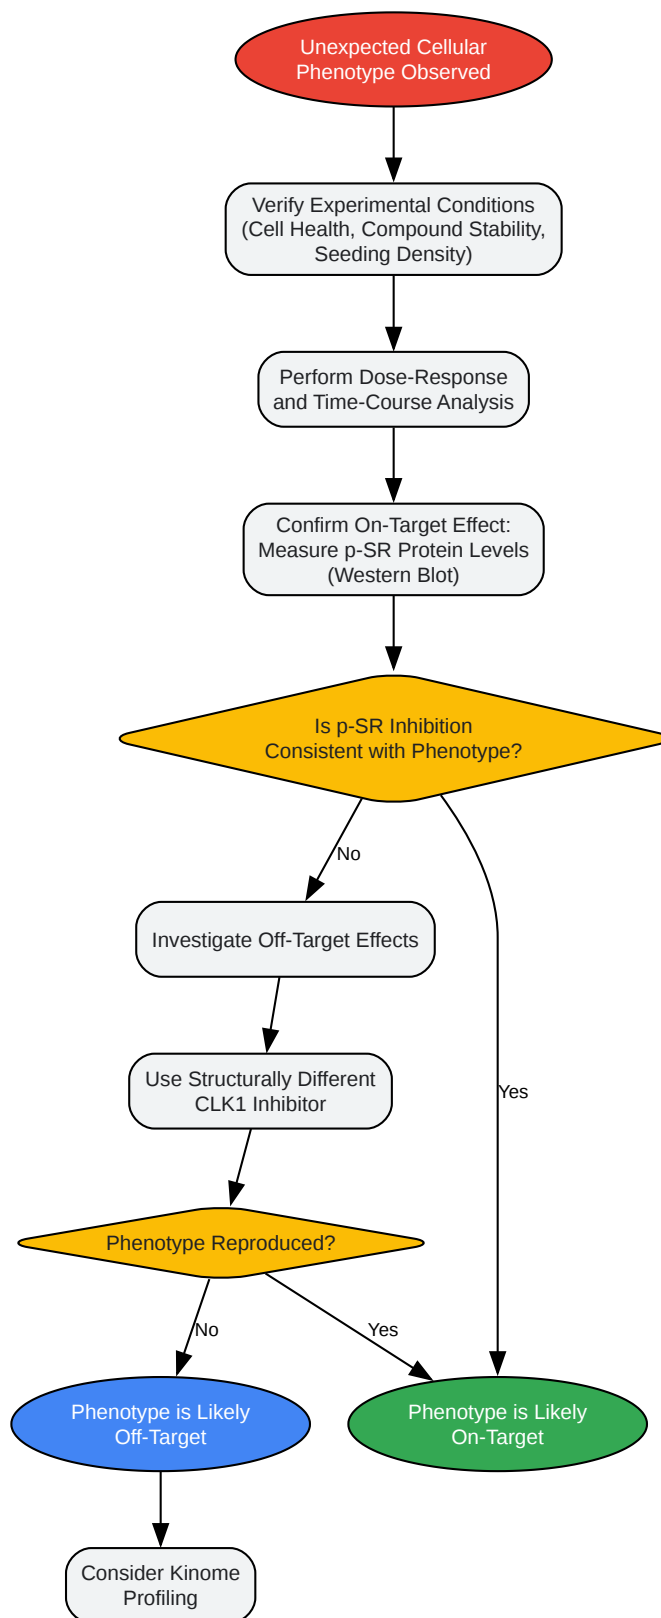 Unexpected Cellular
Phenotype Observed
Verify Experimental Conditions
(Cell Health, Compound Stability,
Seeding Density)
Perform Dose-Response
and Time-Course Analysis
Confirm On-Target Effect:
Measure p-SR Protein Levels
(Western Blot)
Is p-SR Inhibition
Consistent with Phenotype?
No
Investigate Off-Target Effects
Use Structurally Different
CLK1 Inhibitor
Yes
Phenotype Reproduced?
No
Yes
Phenotype is Likely
Off-Target
Phenotype is Likely
On-Target
Consider Kinome
Profiling